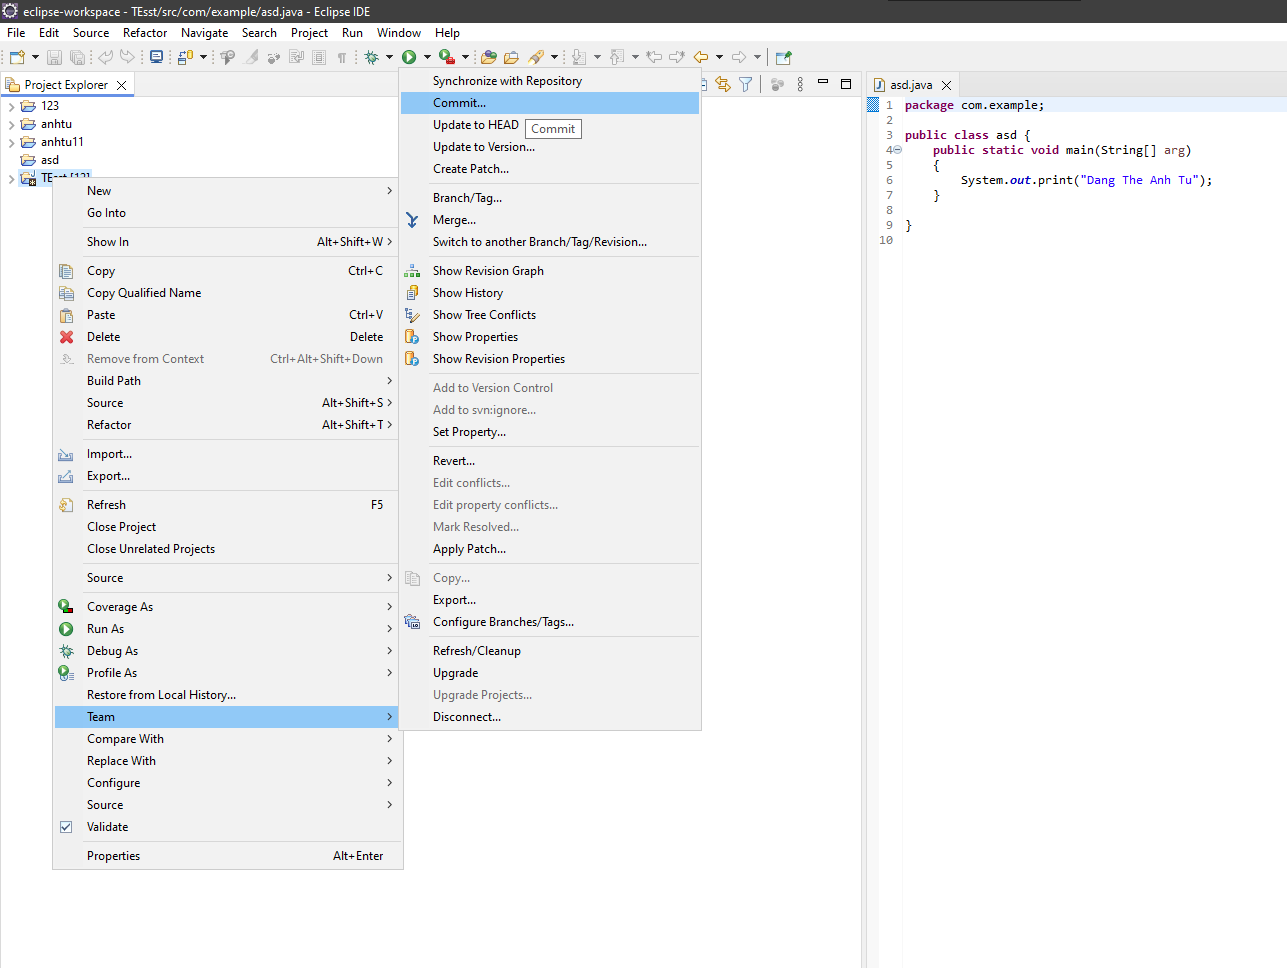 eclipse-workspace - TEsst/src/com/example/asd.java - Eclipse IDE
File Edit Source Refactor Navigate Search Project Run Window Help
Project Explorer
123
anhtu
anhtu11
asd
TEsst [12]
New
Go Into
Show In Alt+Shift+W
Copy Ctrl+C
Copy Qualified Name
Paste Ctrl+V
Delete Delete
Remove from Context Ctrl+Alt+Shift+Down
Build Path
Source Alt+Shift+S
Refactor Alt+Shift+T
Import...
Export...
Refresh F5
Close Project
Close Unrelated Projects
Source
Coverage As
Run As
Debug As
Profile As
Restore from Local History...
Team
Compare With
Replace With
Configure
Source
Validate
Properties Alt+Enter
Synchronize with Repository
Commit...
Update to HEAD
Commit
Update to Version...
Create Patch...
Branch/Tag...
Merge...
Switch to another Branch/Tag/Revision...
Show Revision Graph
Show History
Show Tree Conflicts
Show Properties
Show Revision Properties
Add to Version Control
Add to svn:ignore...
Set Property...
Revert...
Edit conflicts...
Edit property conflicts...
Mark Resolved...
Apply Patch...
Copy...
Export...
Configure Branches/Tags...
Refresh/Cleanup
Upgrade
Upgrade Projects...
Disconnect...
asd.java
1 package com.example;
2
3 public class asd {
4 public static void main(String[] arg)
5 {
6 System.out.print("Dang The Anh Tu");
7 }
8
9 }
10